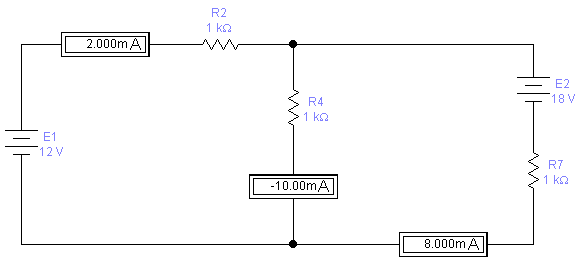 R2
1 kΩ
2.000mA
E2
18 V
R4
1 kΩ
E1
12 V
R7
1 kΩ
-10.00mA
8.000mA